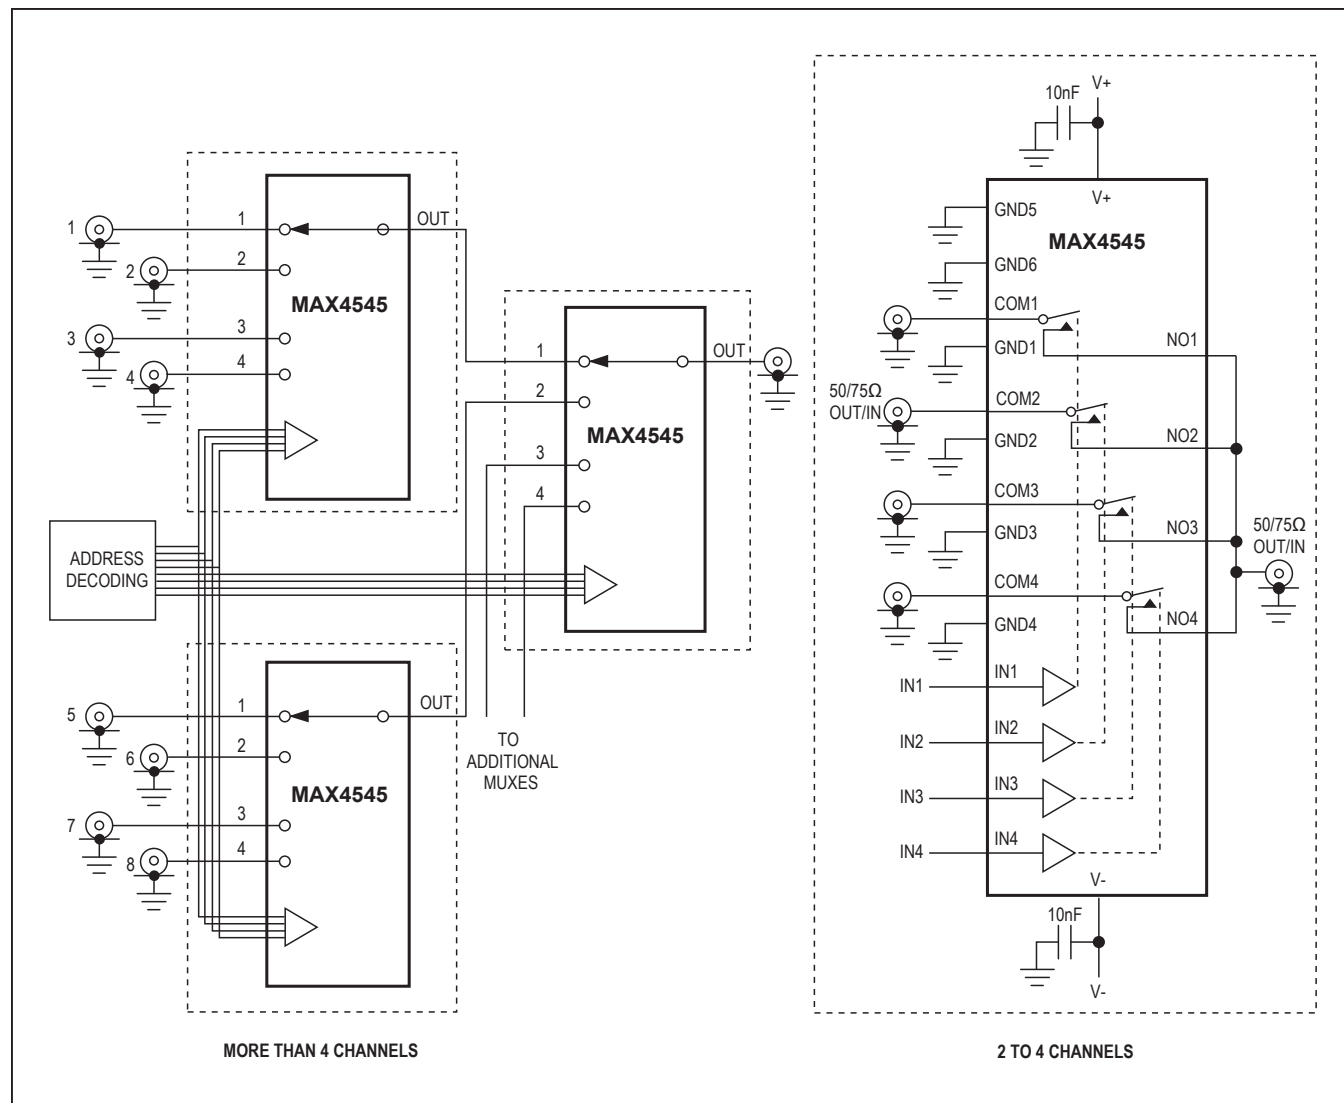 1
1
OUT
2
2
MAX4545
3
3
4
4
1
OUT
2
MAX4545
3
4
ADDRESS
DECODING
5
1
OUT
6
2
MAX4545
7
3
8
4
TO
ADDITIONAL
MUXES
MORE THAN 4 CHANNELS
10nF
V+
V+
GND5
MAX4545
GND6
COM1
GND1
NO1
50/75Ω
OUT/IN
COM2
GND2
NO2
COM3
GND3
NO3
50/75Ω
OUT/IN
COM4
GND4
NO4
IN1
IN1
IN2
IN2
IN3
IN3
IN4
IN4
V-
10nF
V-
2 TO 4 CHANNELS